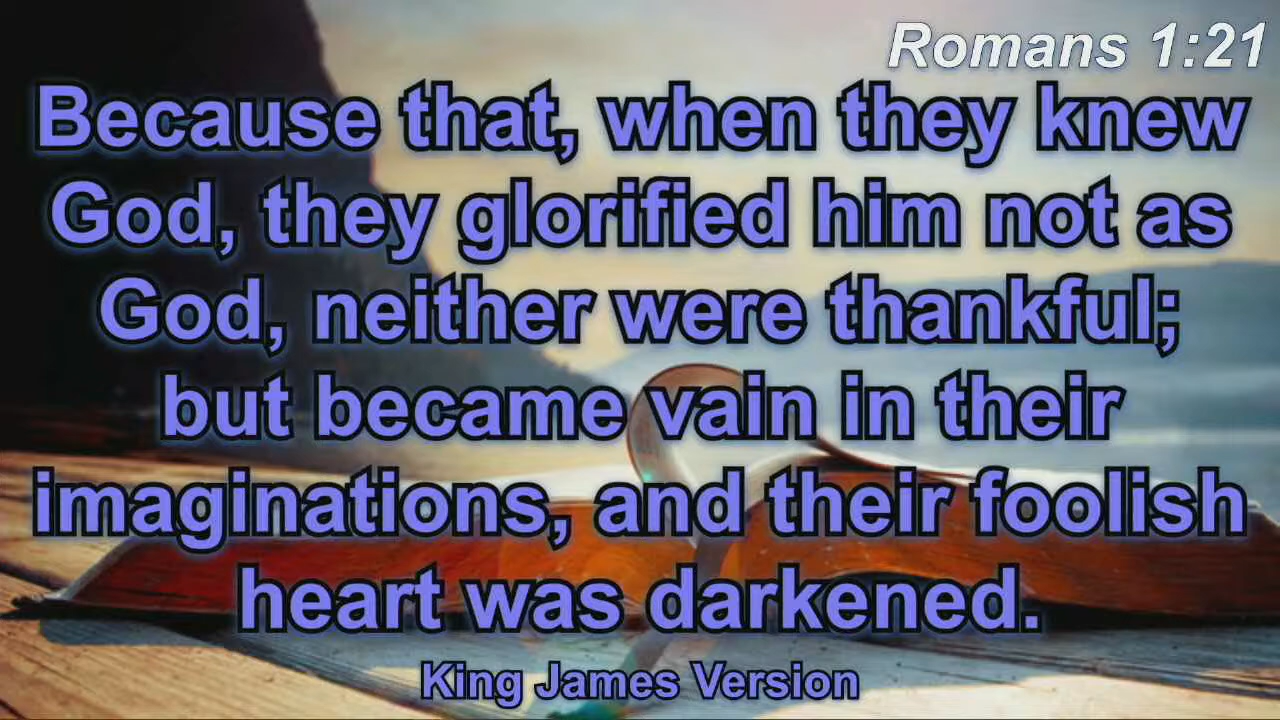 Romans 1:21
Because that, when they knew
God, they glorified him not as
God, neither were thankful;
but became vain in their
imaginations, and their foolish
heart was darkened.
King James Version